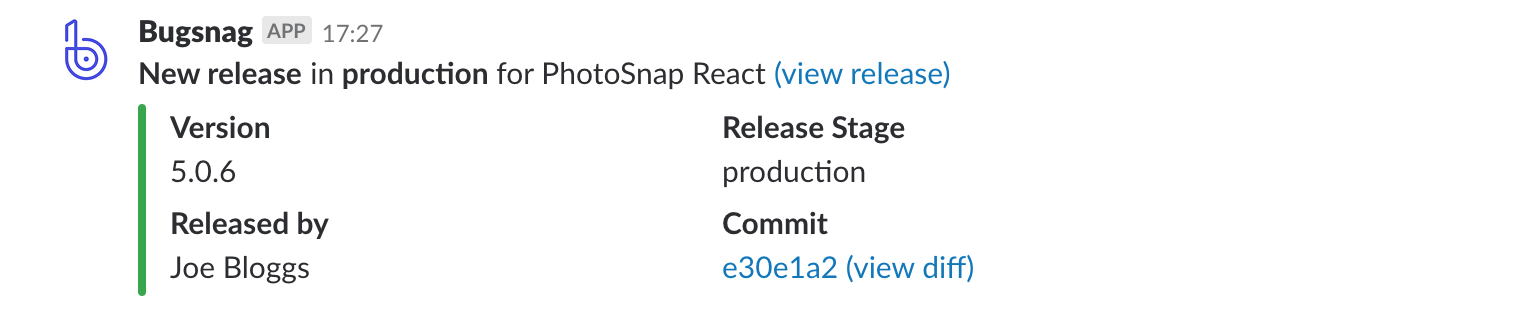 Bugsnag APP 17:27
New release in production for PhotoSnap React (view release)
Version
5.0.6
Release Stage
production
Released by
Joe Bloggs
Commit
e30e1a2 (view diff)